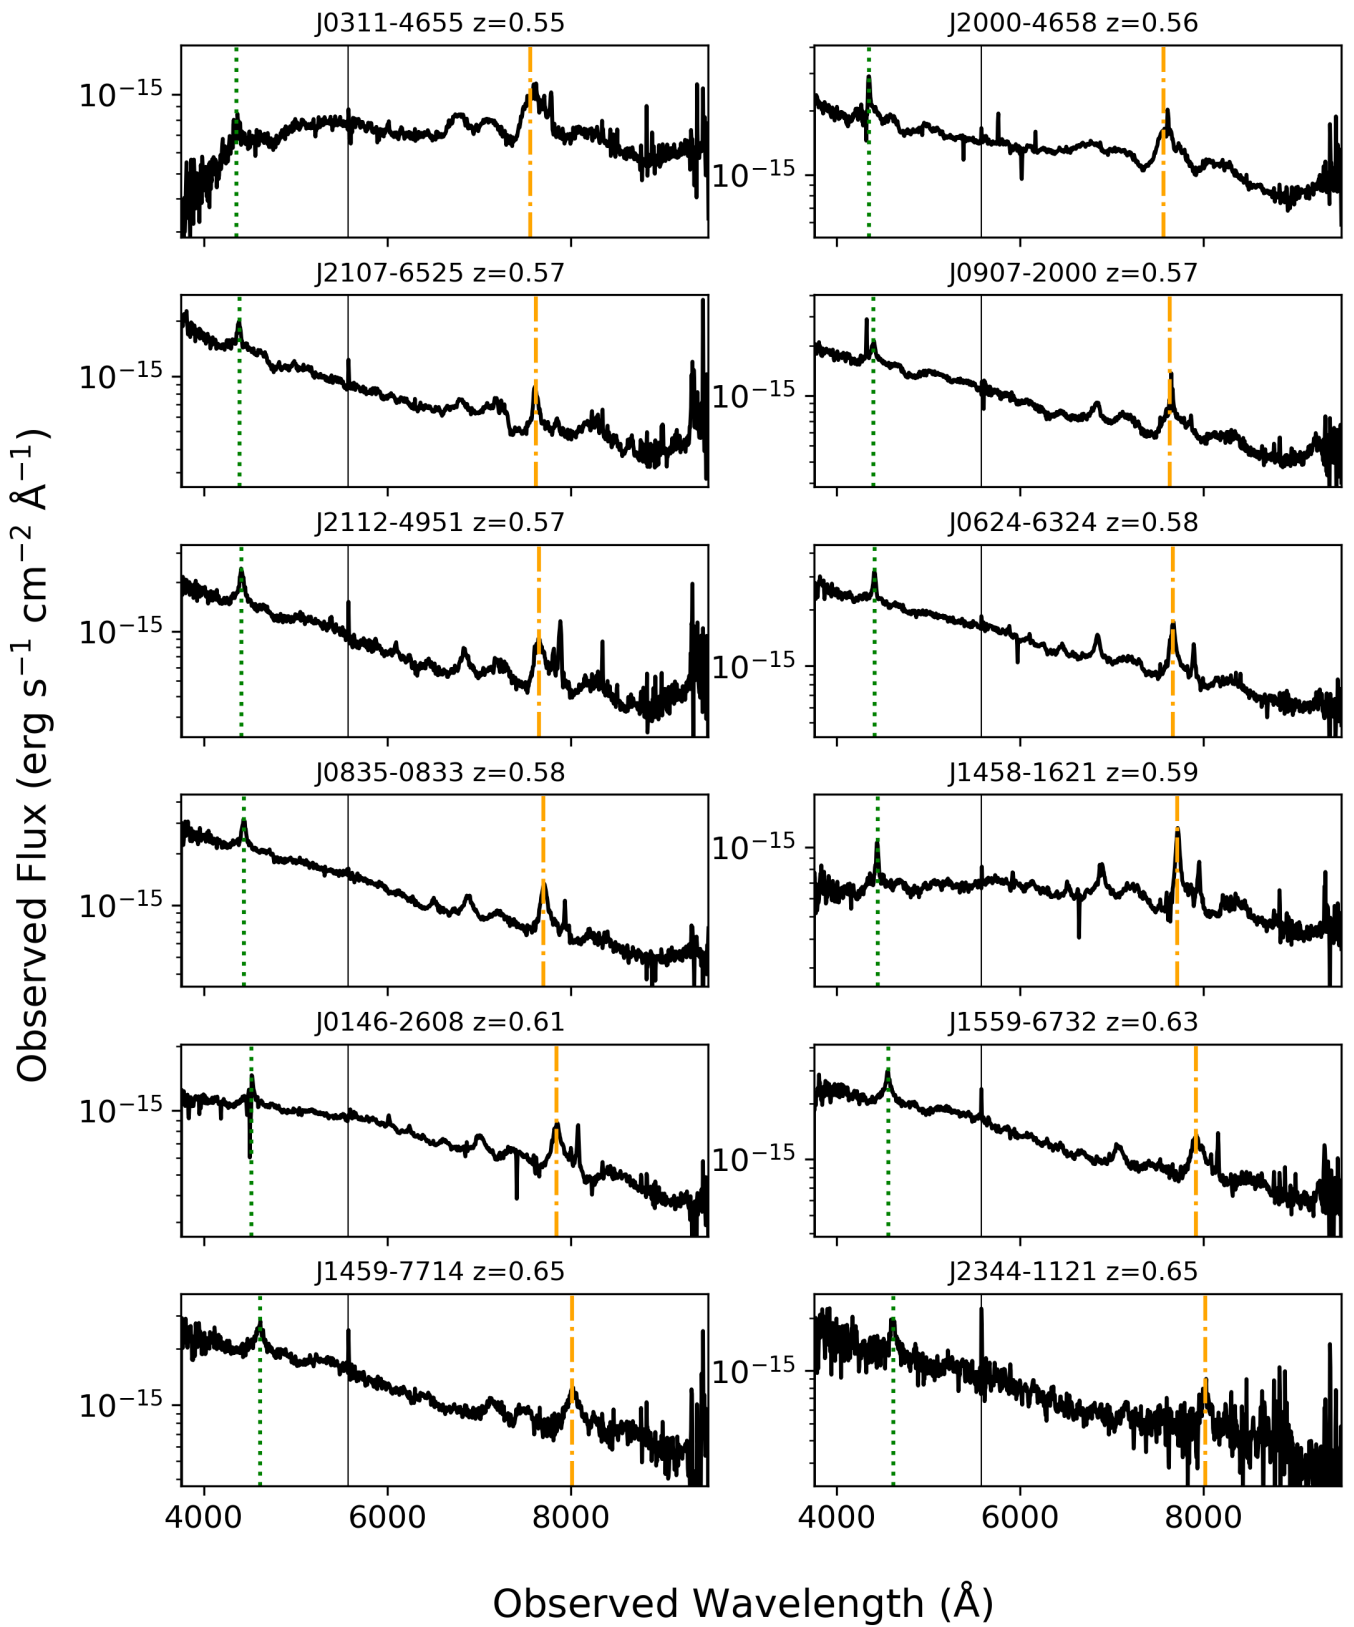 J0311-4655 z=0.55
J2000-4658 z=0.56
10⁻¹⁵
10⁻¹⁵
J2107-6525 z=0.57
J0907-2000 z=0.57
10⁻¹⁵
10⁻¹⁵
J2112-4951 z=0.57
J0624-6324 z=0.58
10⁻¹⁵
10⁻¹⁵
J0835-0833 z=0.58
J1458-1621 z=0.59
10⁻¹⁵
10⁻¹⁵
J0146-2608 z=0.61
J1559-6732 z=0.63
10⁻¹⁵
10⁻¹⁵
J1459-7714 z=0.65
J2344-1121 z=0.65
10⁻¹⁵
10⁻¹⁵
4000 6000 8000
4000 6000 8000
Observed Wavelength (Å)
Observed Flux (erg s⁻¹ cm⁻² Å⁻¹)